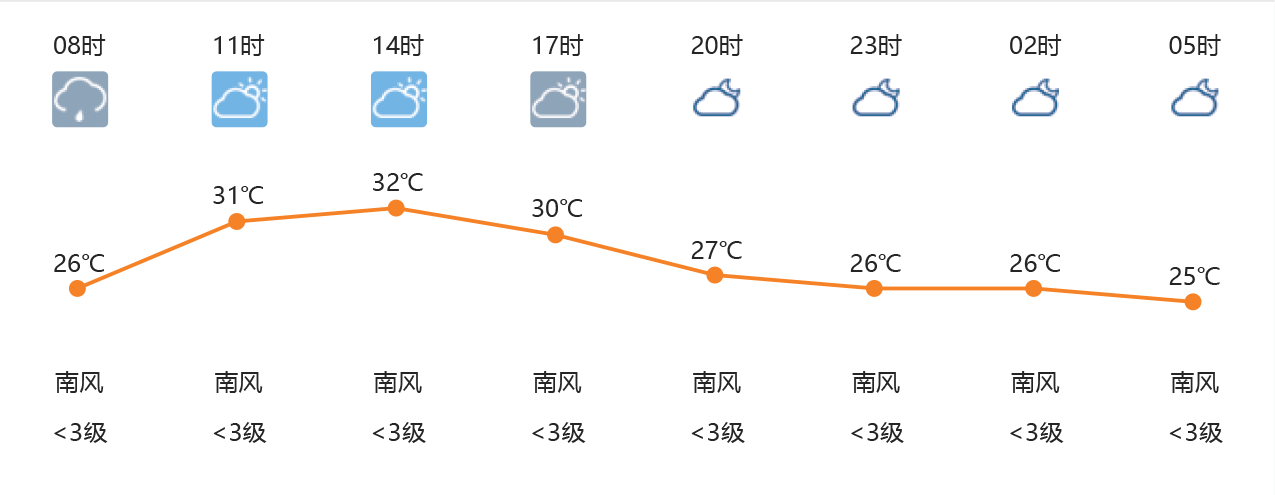 08时 11时 14时 17时 20时 23时 02时 05时
26℃ 31℃ 32℃ 30℃ 27℃ 26℃ 26℃ 25℃
南风 南风 南风 南风 南风 南风 南风 南风
<3级 <3级 <3级 <3级 <3级 <3级 <3级 <3级